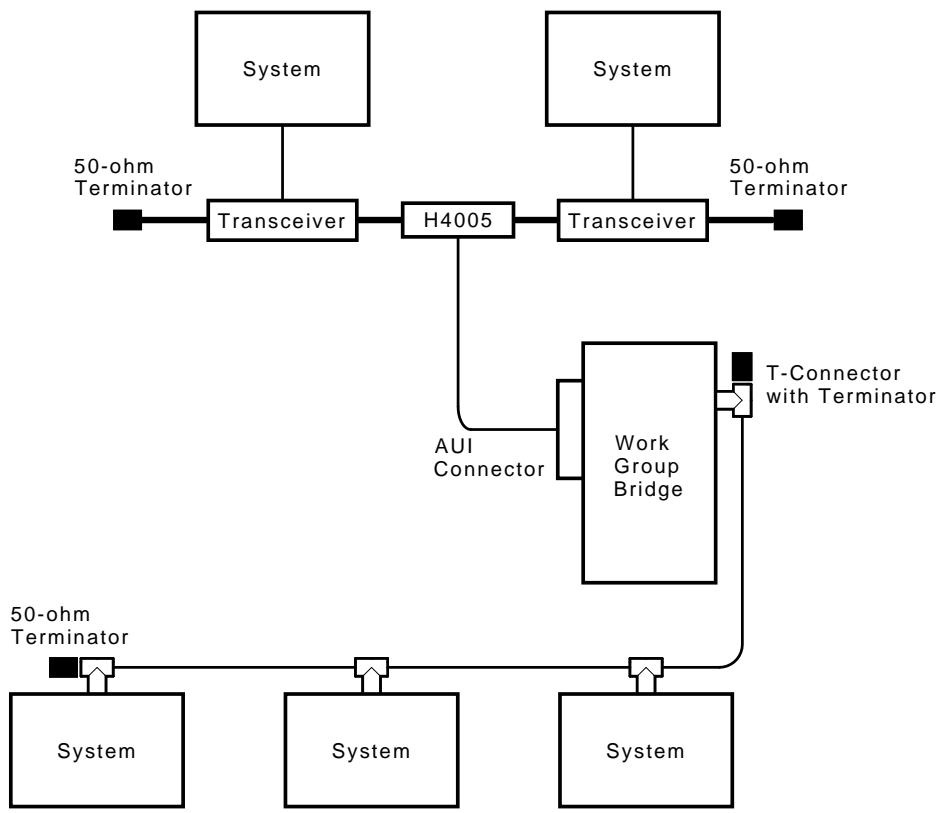 System
System
50-ohm
Terminator
50-ohm
Terminator
Transceiver
H4005
Transceiver
T-Connector
with Terminator
AUI
Connector
Work
Group
Bridge
50-ohm
Terminator
System
System
System